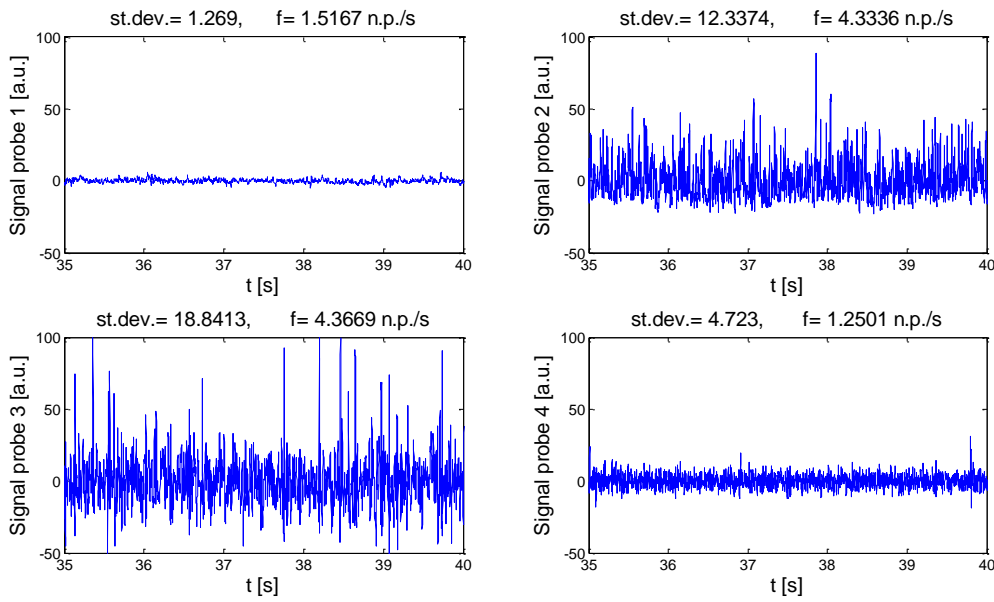 st.dev.= 1.269, f= 1.5167 n.p./s
100
50
0
-50
Signal probe 1 [a.u.]
35 36 37 38 39 40
t [s]
st.dev.= 12.3374, f= 4.3336 n.p./s
100
50
0
-50
Signal probe 2 [a.u.]
35 36 37 38 39 40
t [s]
st.dev.= 18.8413, f= 4.3669 n.p./s
100
50
0
-50
Signal probe 3 [a.u.]
35 36 37 38 39 40
t [s]
st.dev.= 4.723, f= 1.2501 n.p./s
100
50
0
-50
Signal probe 4 [a.u.]
35 36 37 38 39 40
t [s]